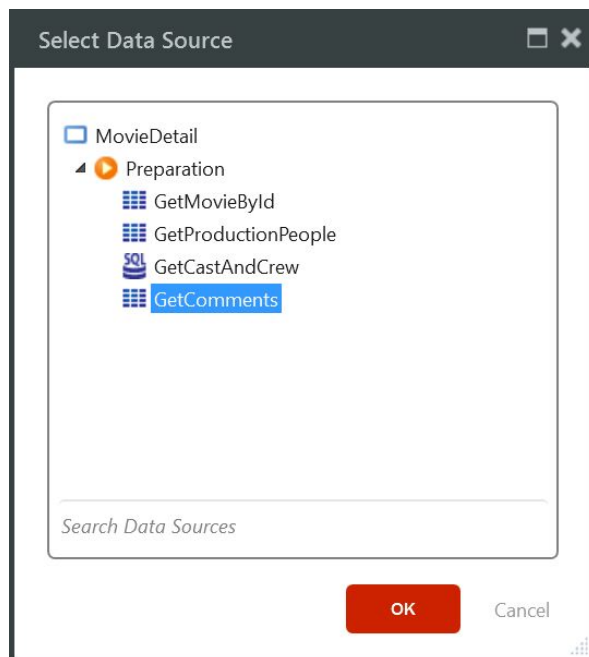 Select Data Source
MovieDetail
Preparation
GetMovieById
GetProductionPeople
SQL GetCastAndCrew
GetComments
Search Data Sources
OK Cancel